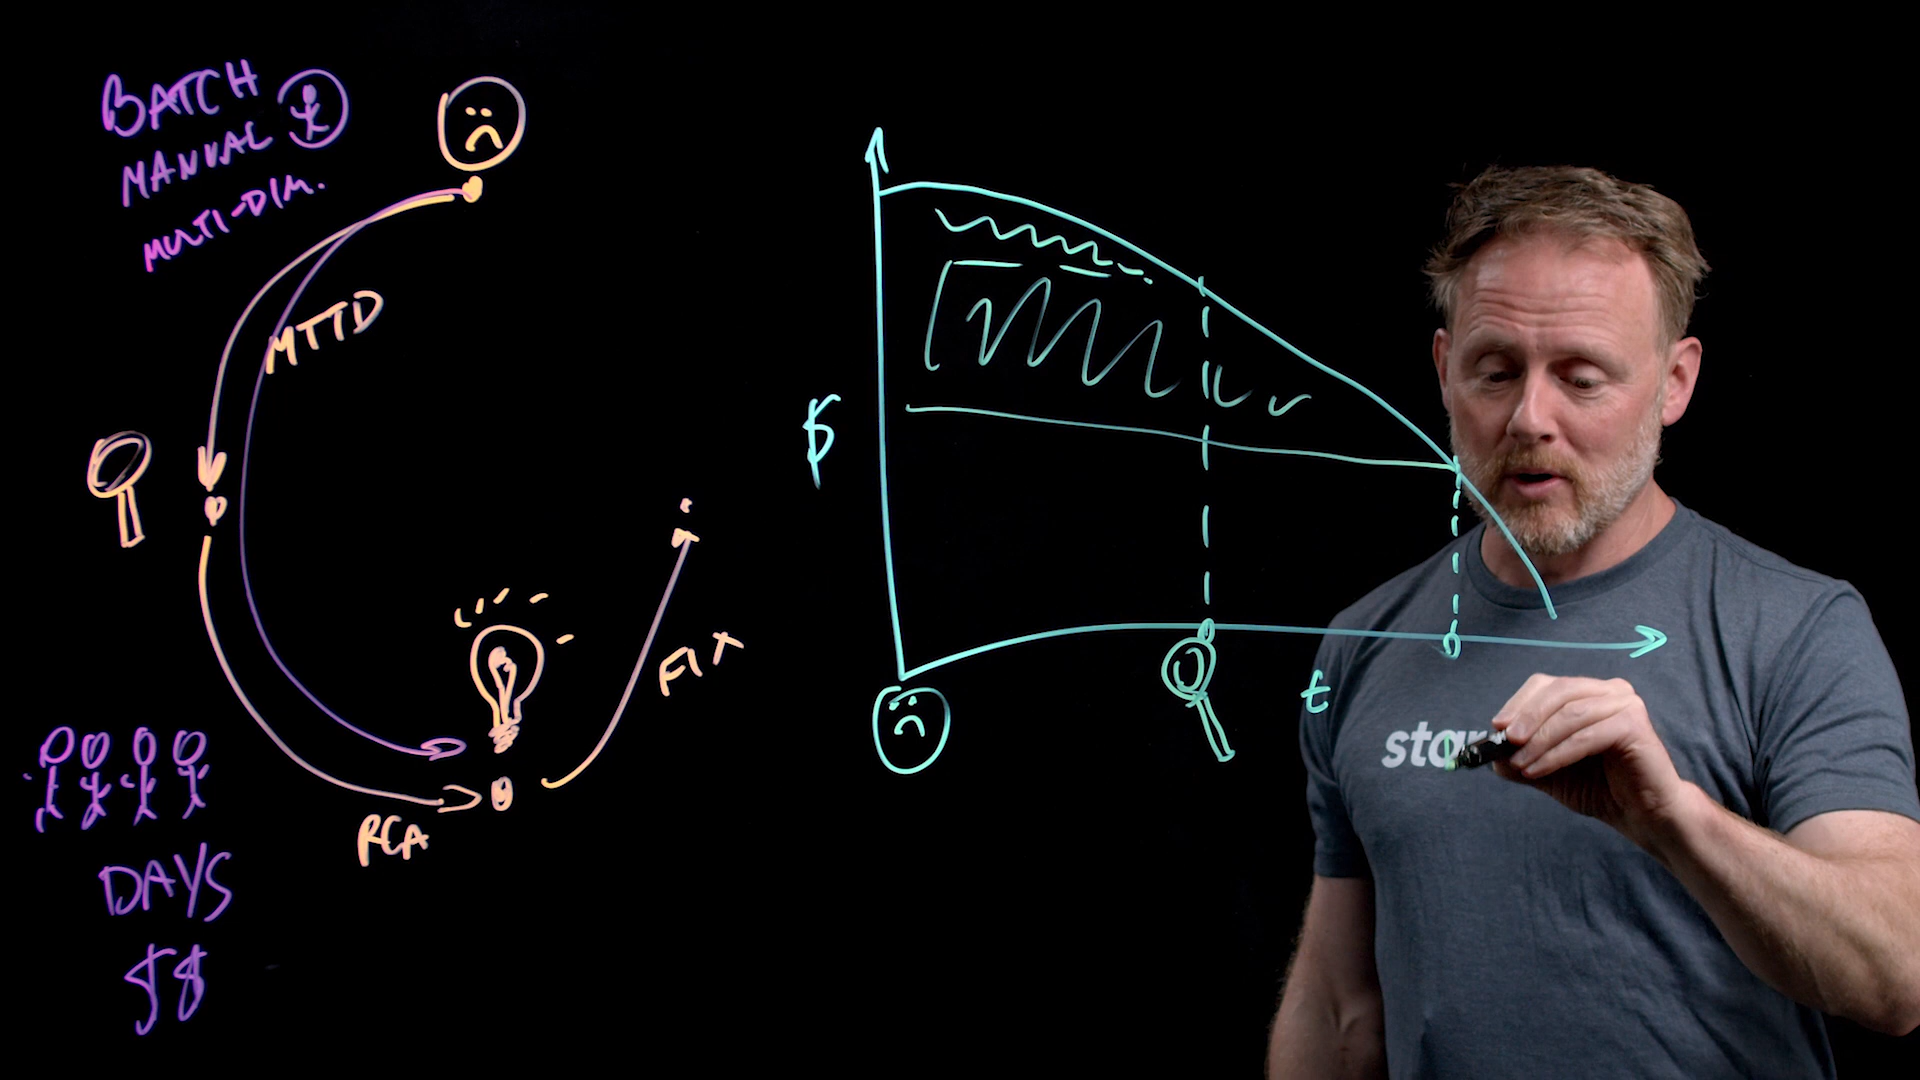 BATCH
MANUAL
MULTI-DIM.
MTTD
RCA
FIX
DAYS
$$
$
t
star